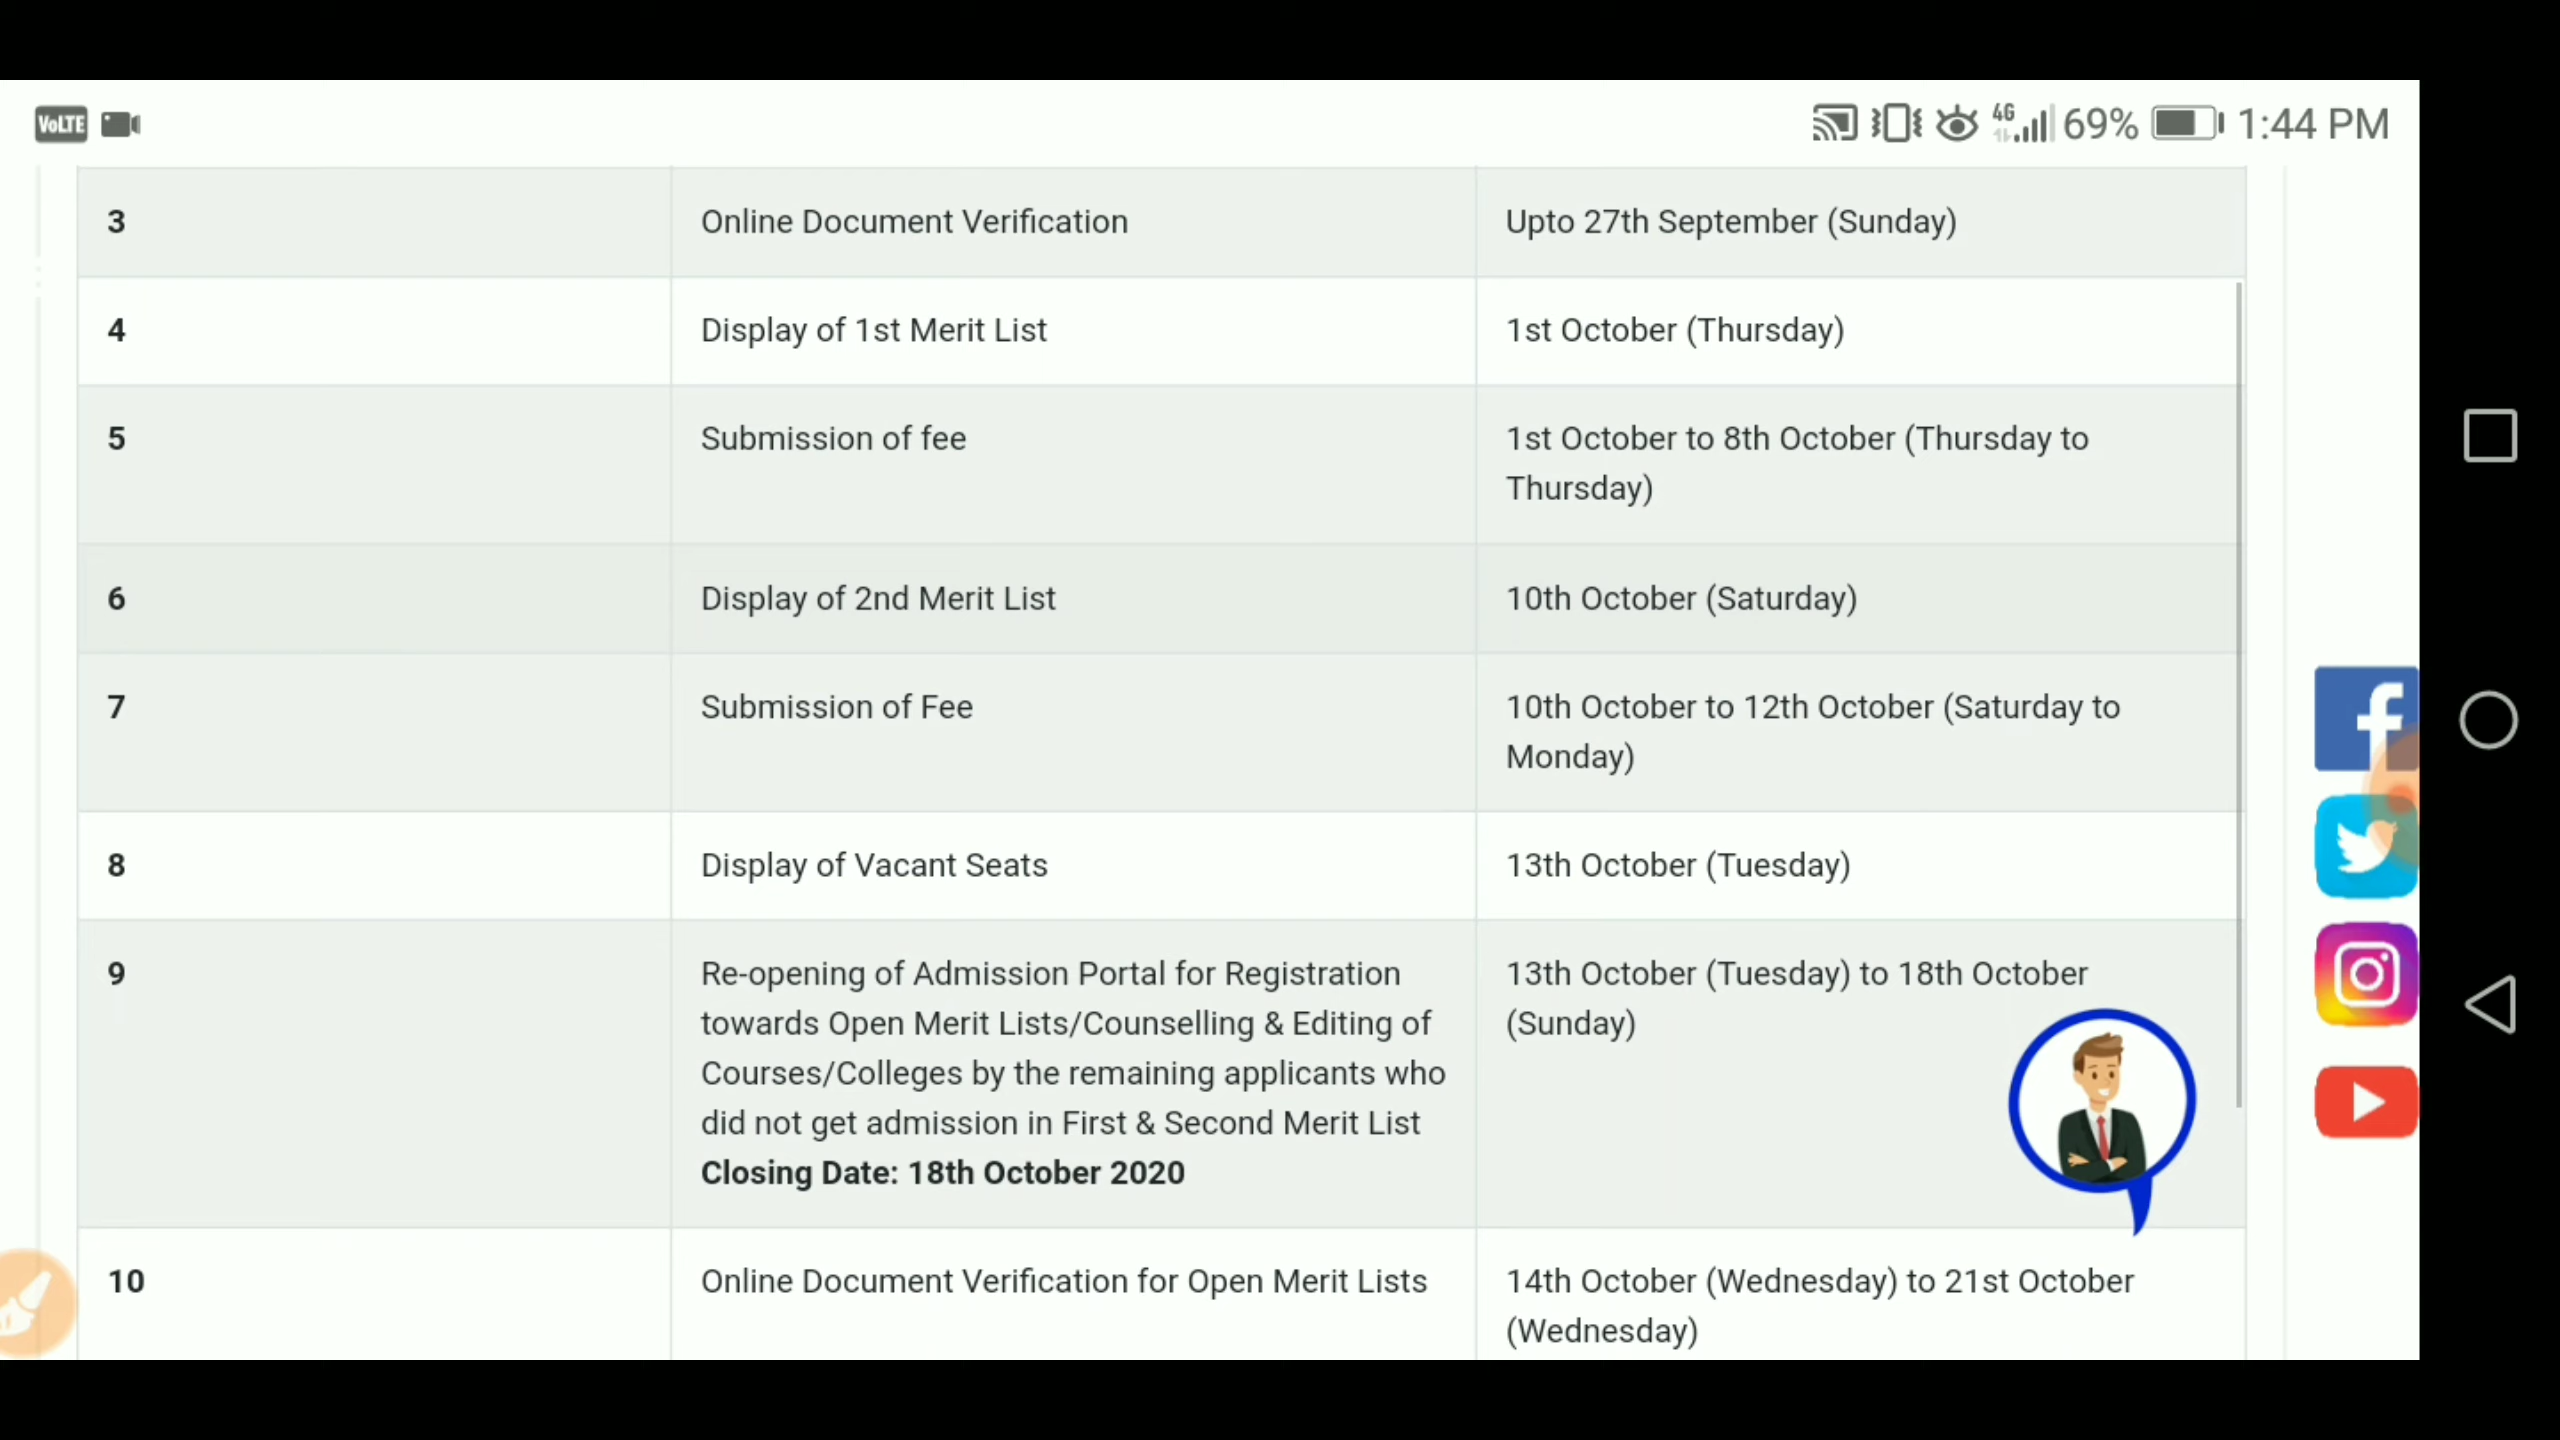 VoLTE 4G 69% 1:44 PM
3 Online Document Verification Upto 27th September (Sunday)
4 Display of 1st Merit List 1st October (Thursday)
5 Submission of fee 1st October to 8th October (Thursday to
Thursday)
6 Display of 2nd Merit List 10th October (Saturday)
7 Submission of Fee 10th October to 12th October (Saturday to
Monday)
8 Display of Vacant Seats 13th October (Tuesday)
9 Re-opening of Admission Portal for Registration 13th October (Tuesday) to 18th October
towards Open Merit Lists/Counselling & Editing of (Sunday)
Courses/Colleges by the remaining applicants who
did not get admission in First & Second Merit List
Closing Date: 18th October 2020
10 Online Document Verification for Open Merit Lists 14th October (Wednesday) to 21st October
(Wednesday)